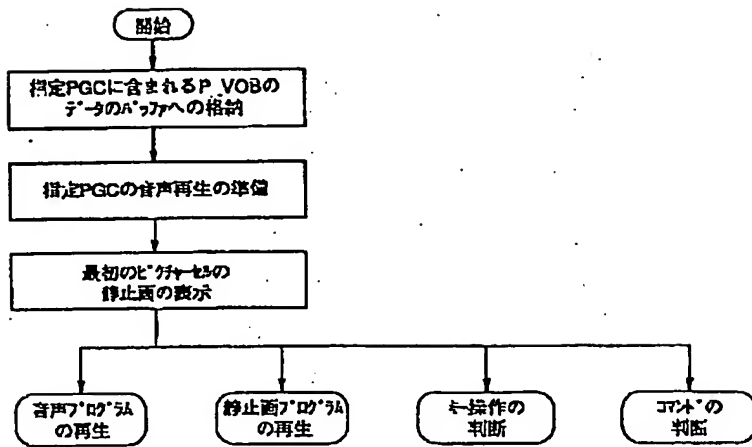 開始
指定PGCに含まれるP_VOBの
データのバッファへの格納
指定PGCの音声再生の準備
最初のピクチャーセルの
静止画の表示
音声プログラム
の再生
静止画プログラム
の再生
キー操作の
判断
コマンドの
判断